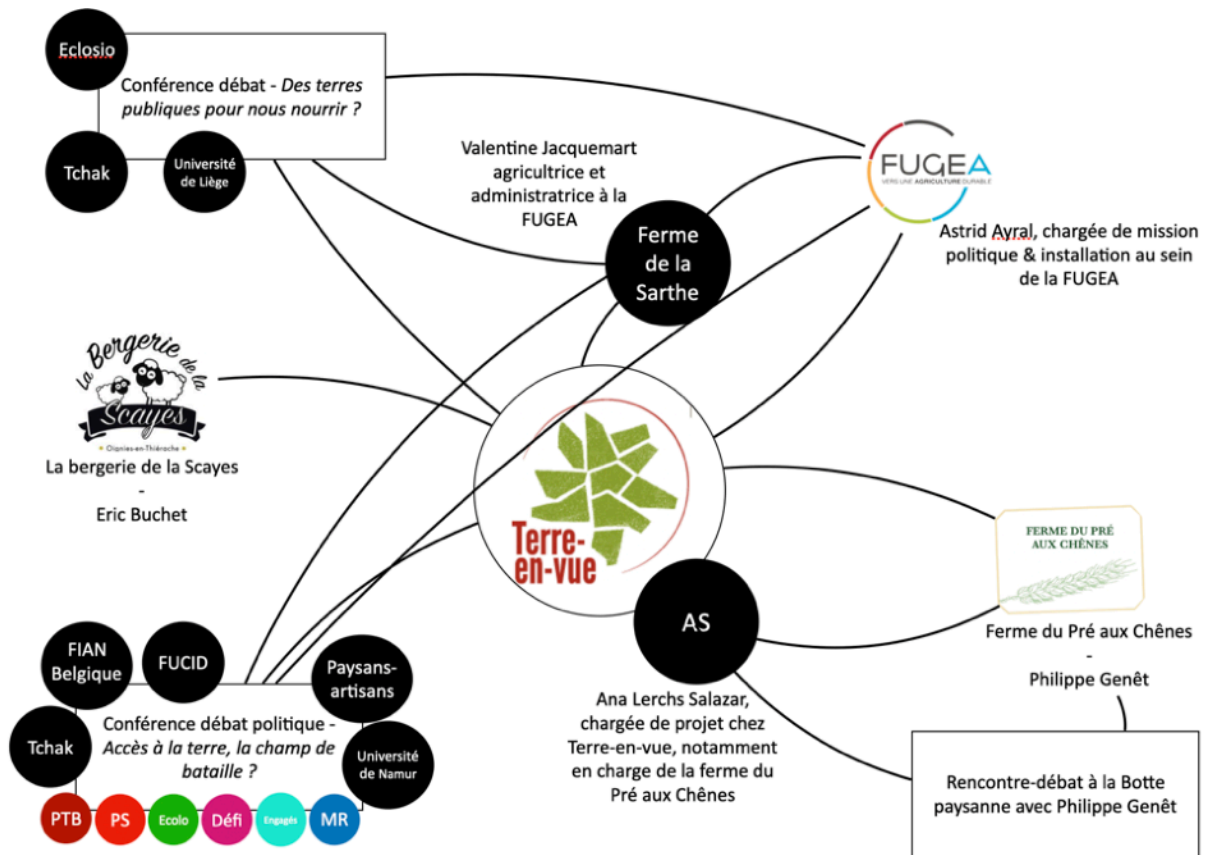 Eclosio
Conférence débat - Des terres
publiques pour nous nourrir ?
Tchak
Université
de Liège
Valentine Jacquemart
agricultrice et
administratrice à la
FUGEA
Ferme
de la
Sarthe
FUGEA
VERS UNE AGRICULTURE DURABLE
Astrid Ayral, chargée de mission
politique & installation au sein
de la FUGEA
La Bergerie de la
Scayes
Oignies-en-Thiérache
La bergerie de la Scayes
-
Eric Buchet
Terre-
en-vue
FERME DU PRÉ
AUX CHÊNES
Ferme du Pré aux Chênes
-
Philippe Genêt
AS
Ana Lerchs Salazar,
chargée de projet chez
Terre-en-vue, notamment
en charge de la ferme du
Pré aux Chênes
FIAN
Belgique
FUCID
Paysans-
artisans
Tchak
Conférence débat politique -
Accès à la terre, la champ de
bataille ?
Université
de Namur
PTB
PS
Ecolo
Défi
Engagés
MR
Rencontre-débat à la Botte
paysanne avec Philippe Genêt